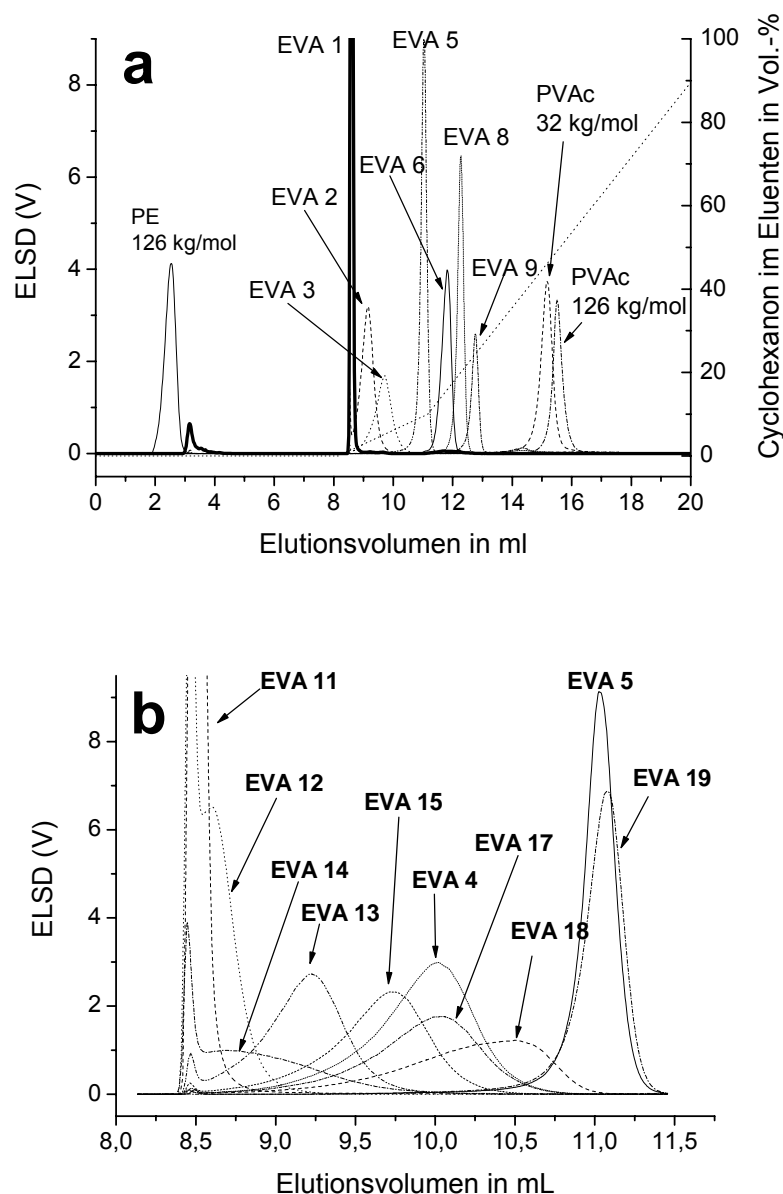 a
EVA 1
EVA 5
PVAc
32 kg/mol
EVA 8
EVA 6
PE
126 kg/mol
EVA 2
EVA 9
PVAc
126 kg/mol
EVA 3
8
6
4
2
0
ELSD (V)
100
80
60
40
20
0
Cyclohexanon im Eluenten in Vol.-%
0 2 4 6 8 10 12 14 16 18 20
Elutionsvolumen in ml
b
EVA 11
EVA 5
EVA 12
EVA 19
EVA 15
EVA 17
EVA 14
EVA 4
EVA 13
EVA 18
8
6
4
2
0
ELSD (V)
8,0 8,5 9,0 9,5 10,0 10,5 11,0 11,5
Elutionsvolumen in mL